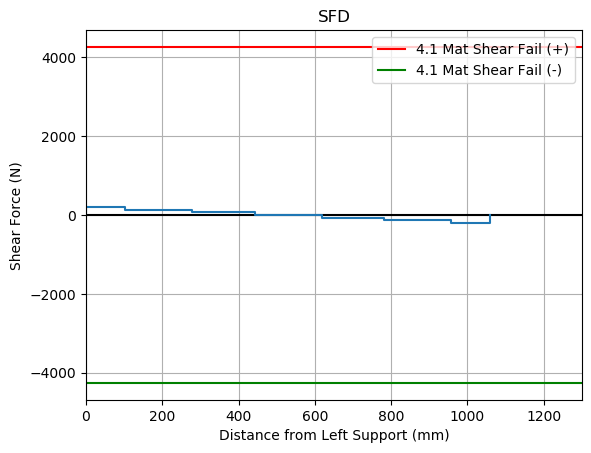 SFD
4.1 Mat Shear Fail (+)
4.1 Mat Shear Fail (-)
4000
2000
0
−2000
−4000
Shear Force (N)
0 200 400 600 800 1000 1200
Distance from Left Support (mm)